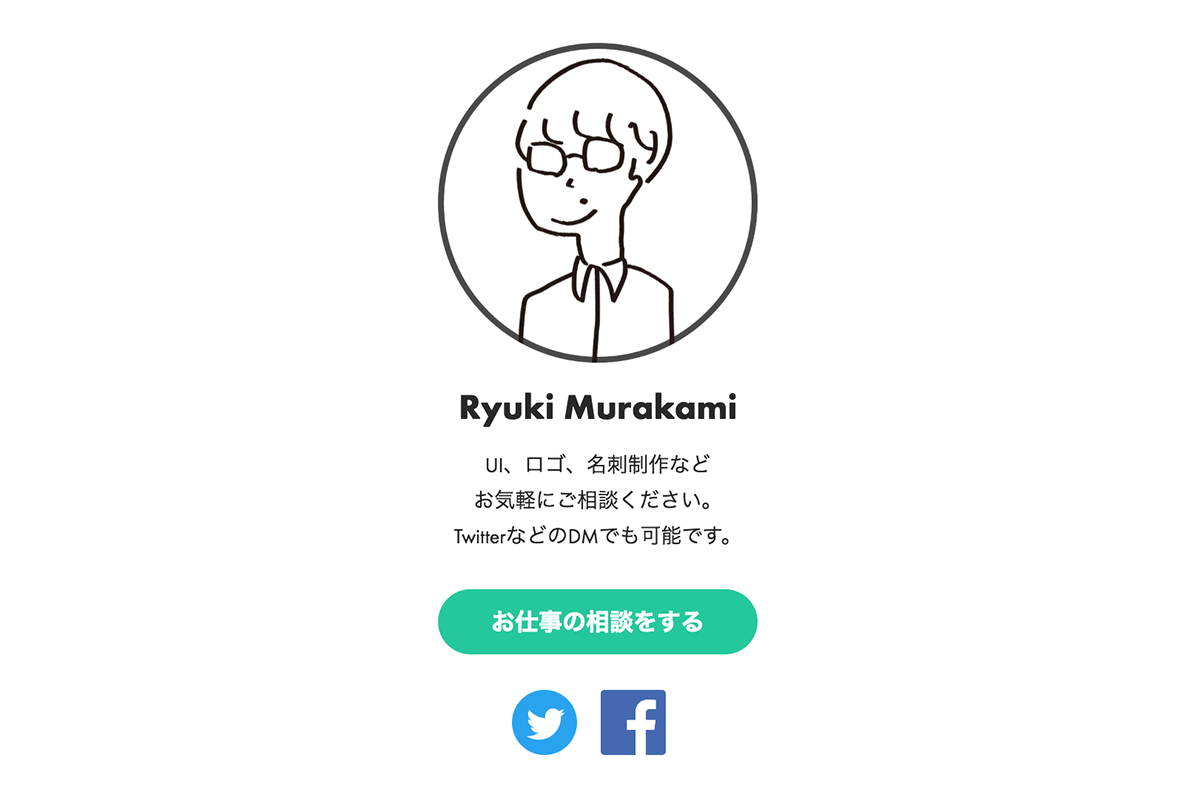 Ryuki Murakami
UI、ロゴ、名刺制作など
お気軽にご相談ください。
TwitterなどのDMでも可能です。
お仕事の相談をする